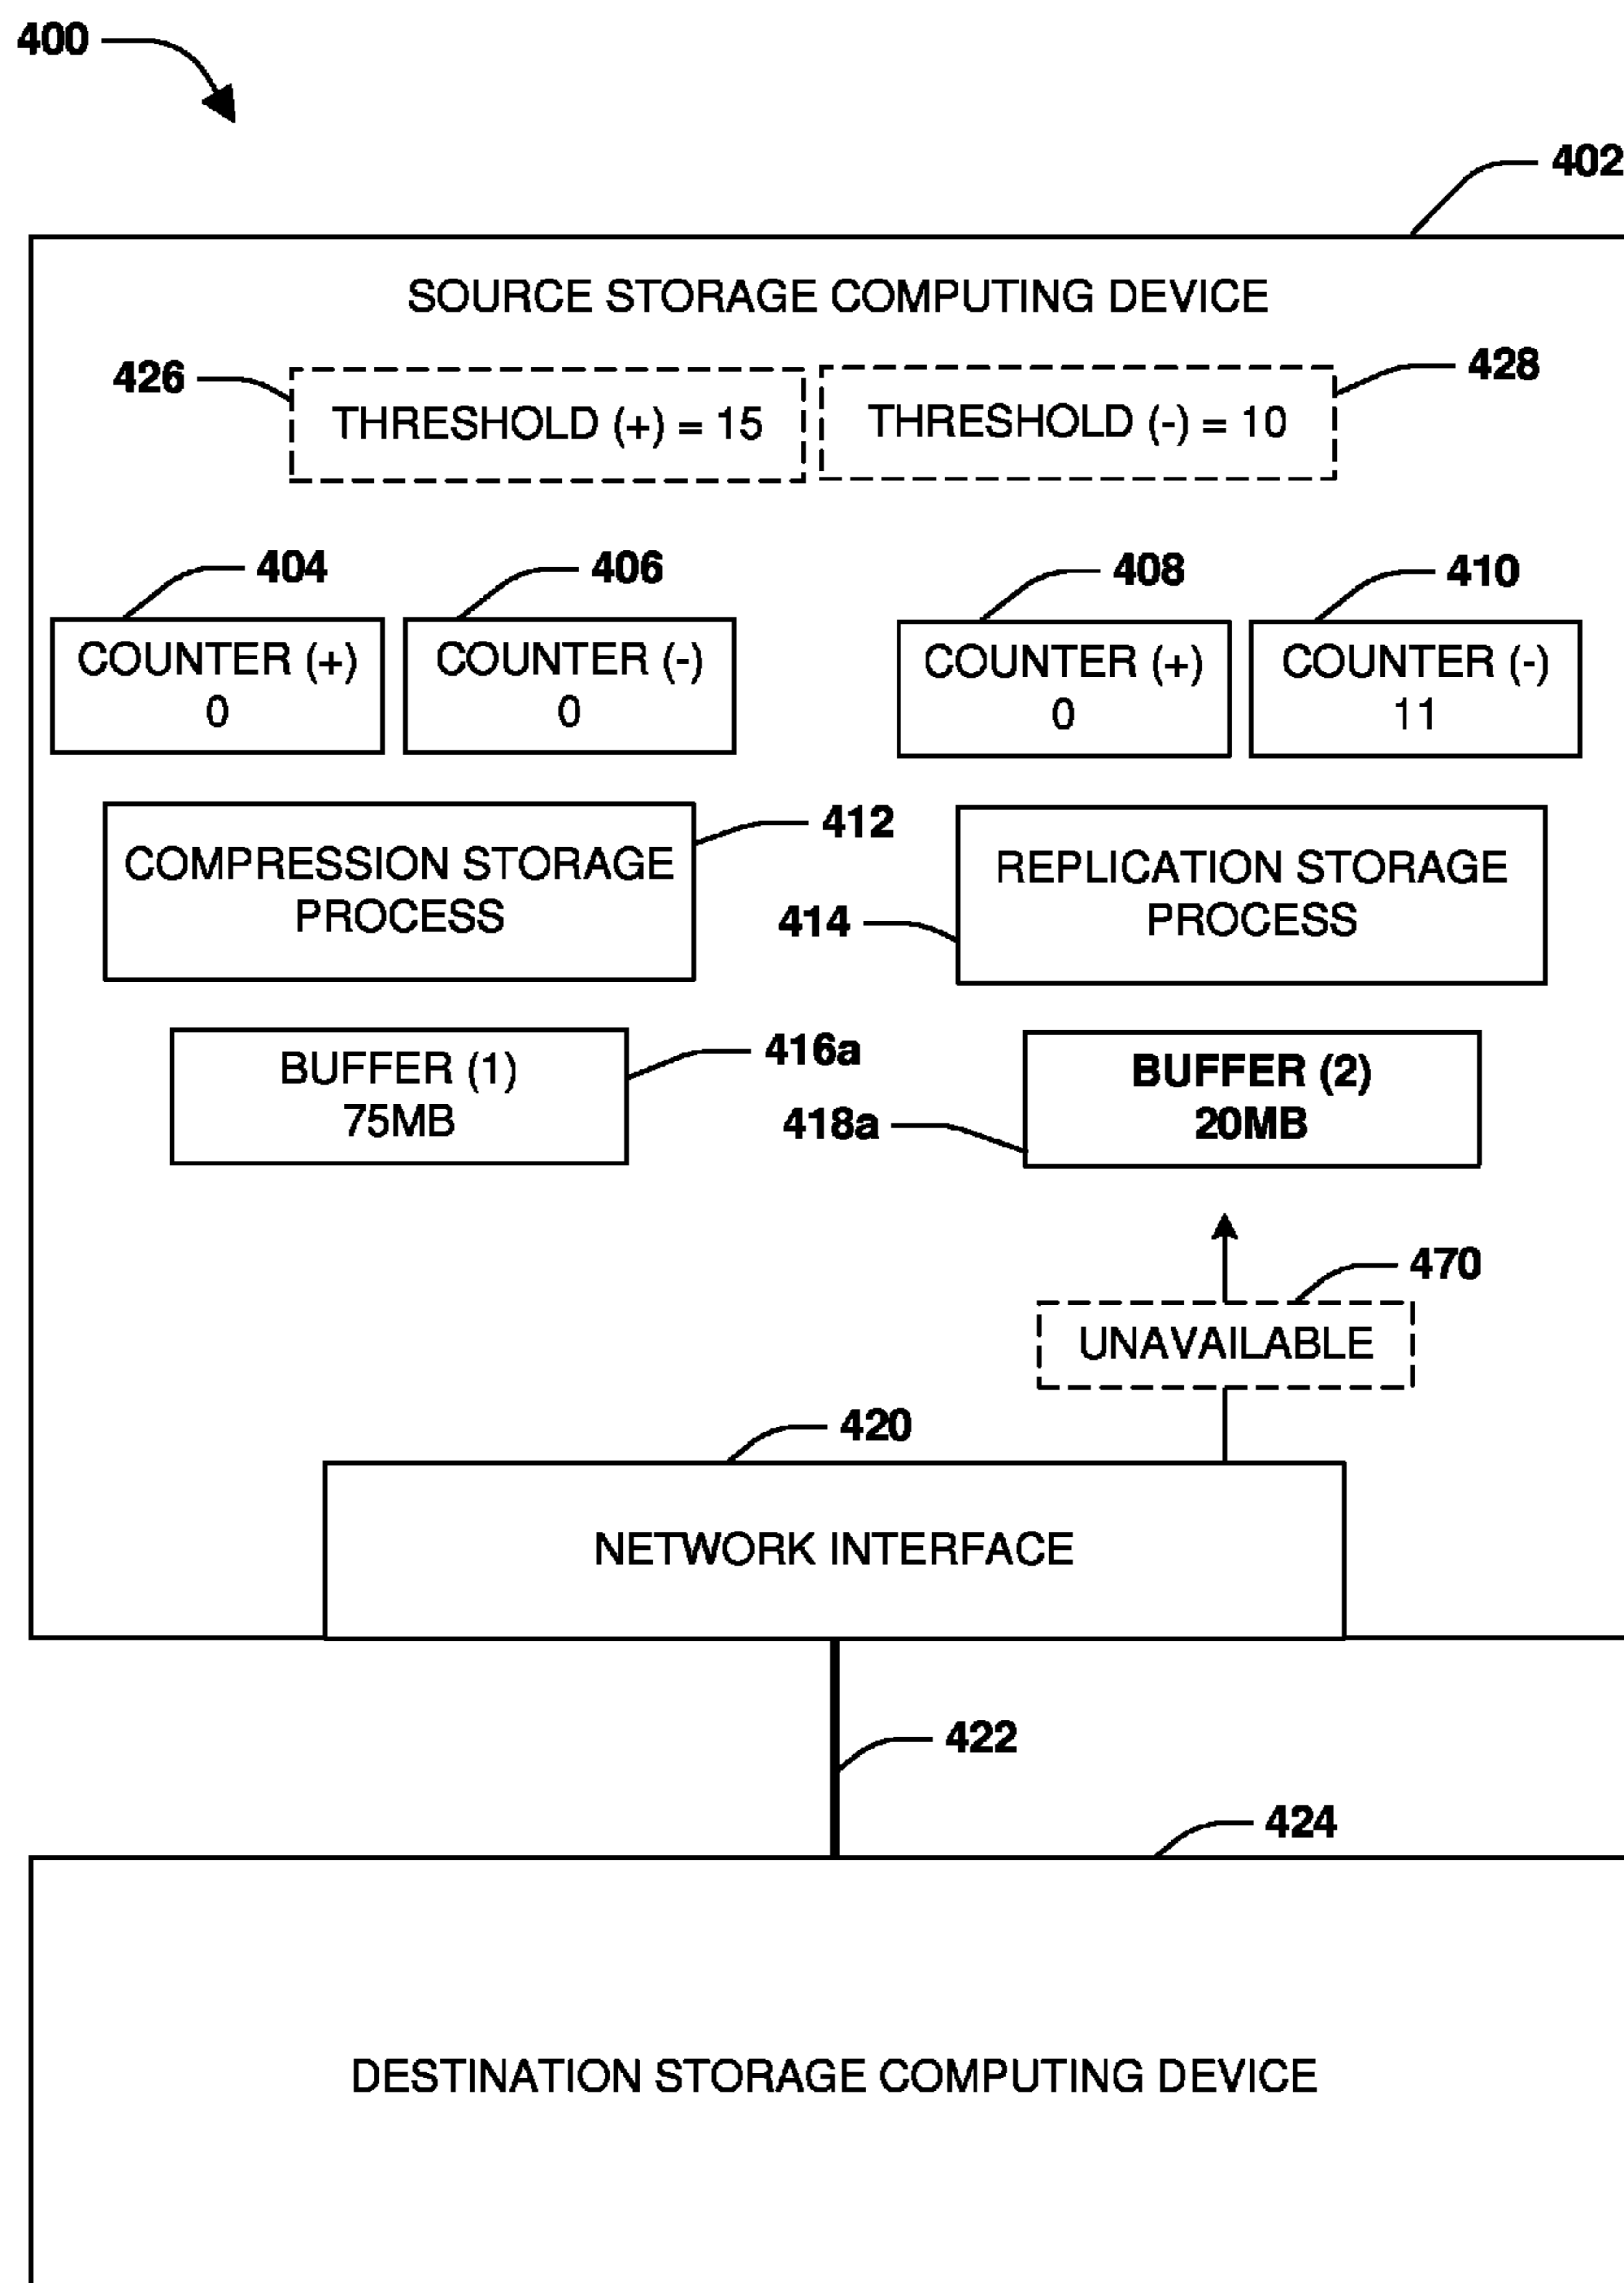 400
402
SOURCE STORAGE COMPUTING DEVICE
426
428
THRESHOLD (+) = 15
THRESHOLD (-) = 10
404
406
408
410
COUNTER (+)
0
COUNTER (-)
0
COUNTER (+)
0
COUNTER (-)
11
412
COMPRESSION STORAGE
PROCESS
REPLICATION STORAGE
PROCESS
414
BUFFER (1)
75MB
416a
BUFFER (2)
20MB
418a
470
UNAVAILABLE
420
NETWORK INTERFACE
422
424
DESTINATION STORAGE COMPUTING DEVICE